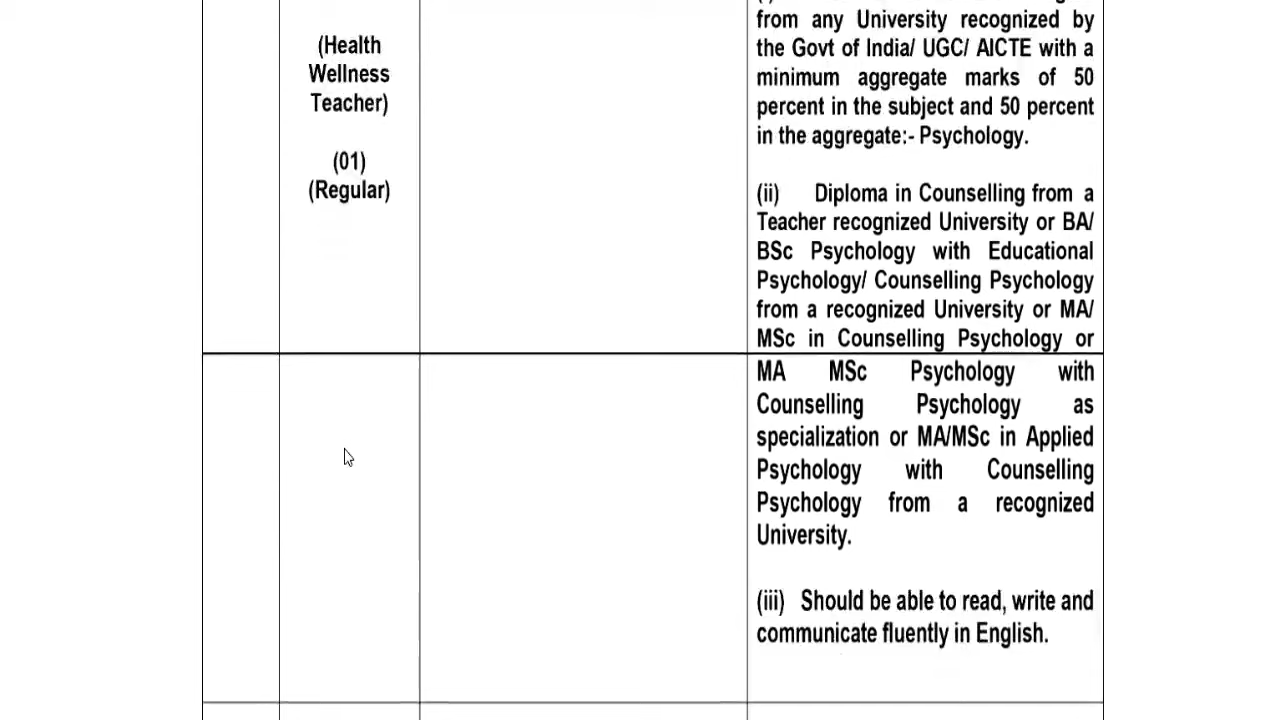 (Health
Wellness
Teacher)
(01)
(Regular)
from any University recognized by
the Govt of India/ UGC/ AICTE with a
minimum aggregate marks of 50
percent in the subject and 50 percent
in the aggregate:- Psychology.
(ii) Diploma in Counselling from a
Teacher recognized University or BA/
BSc Psychology with Educational
Psychology/ Counselling Psychology
from a recognized University or MA/
MSc in Counselling Psychology or
MA MSc Psychology with
Counselling Psychology as
specialization or MA/MSc in Applied
Psychology with Counselling
Psychology from a recognized
University.
(iii) Should be able to read, write and
communicate fluently in English.